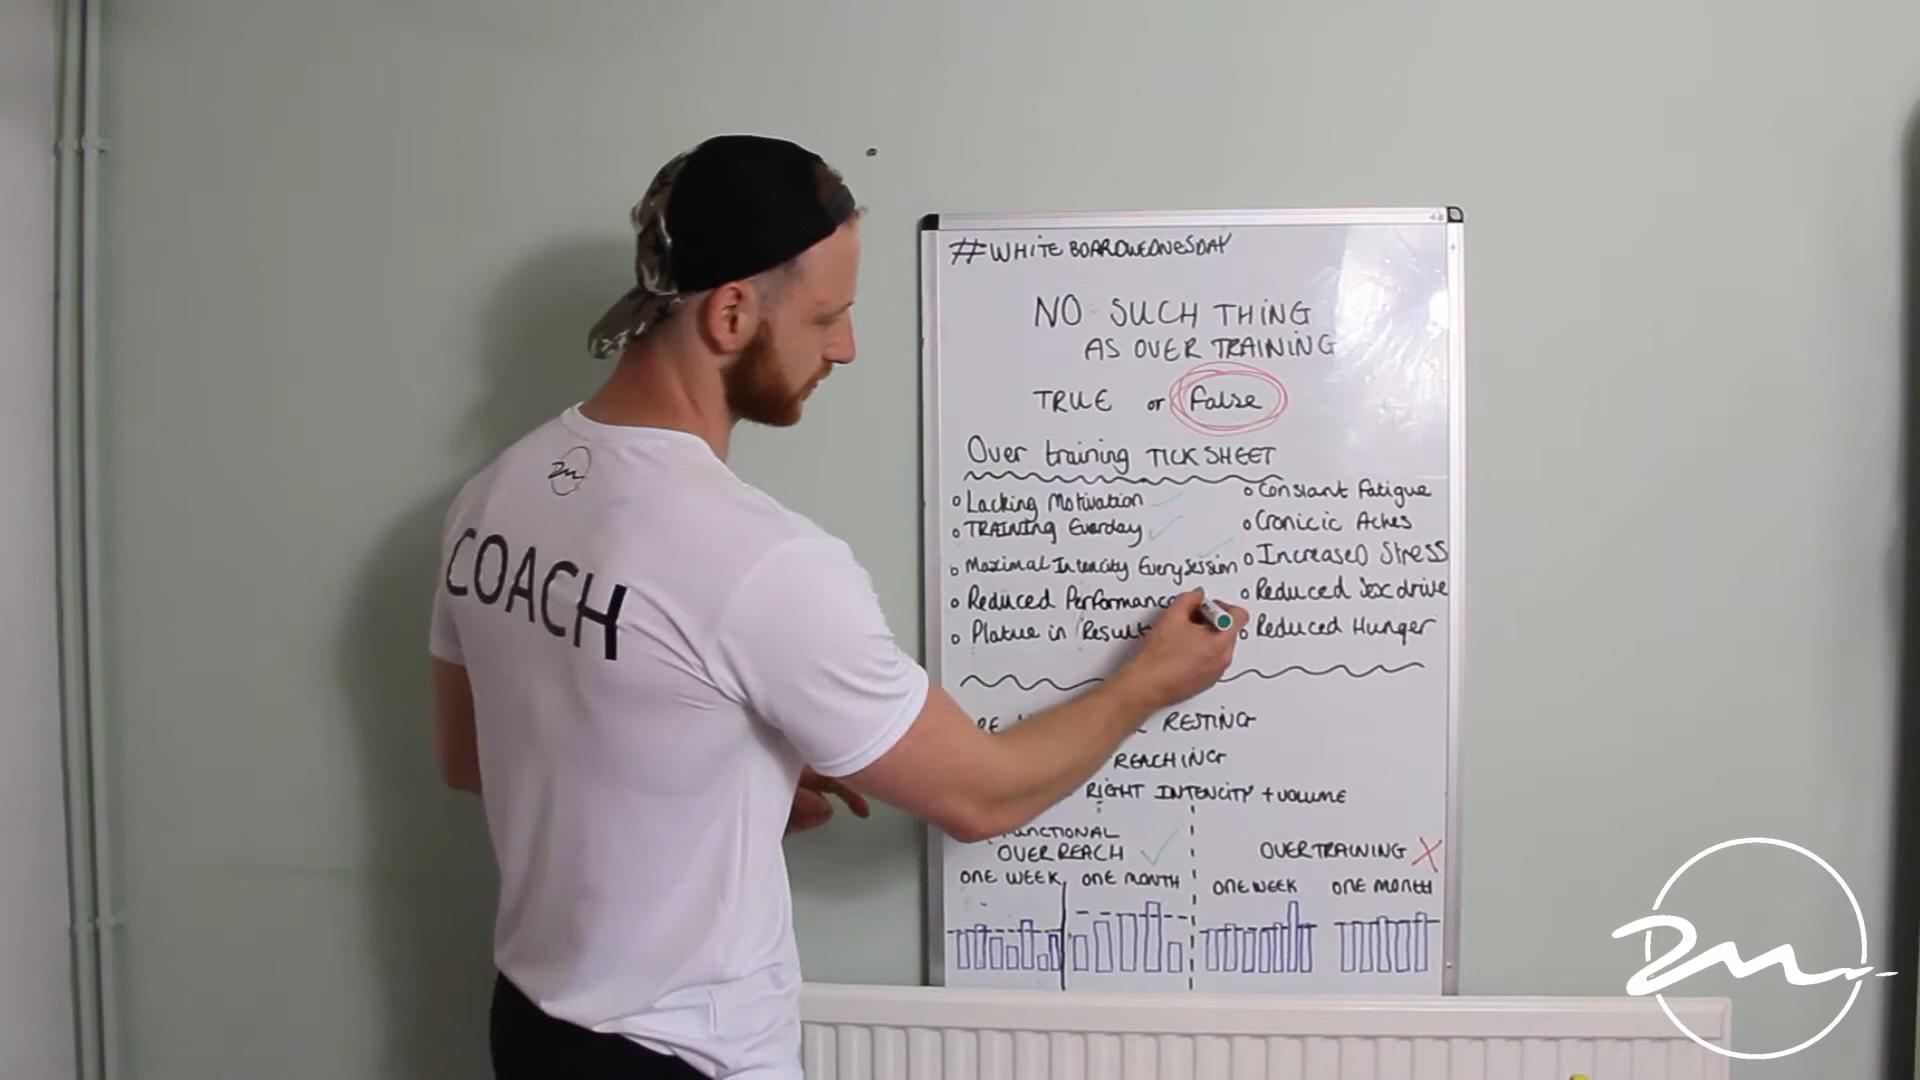 #WHITEBOARDWEDNESDAY
NO SUCH THING
AS OVER TRAINING
TRUE or False
Over training TICK SHEET
o Lacking Motivation
o TRAINING Everday
o Maximal Intencity Every session
o Reduced Performance
o Platue in Result
o Constant Fatigue
o Cronicic Aches
o Increased Stress
o Reduced Sex drive
o Reduced Hunger
RESTING
REACHING
RIGHT INTENCITY + VOLUME
FUNCTIONAL
OVER REACH
ONE WEEK
ONE MONTH
OVERTRAINING X
ONE WEEK
ONE MONTH
COACH